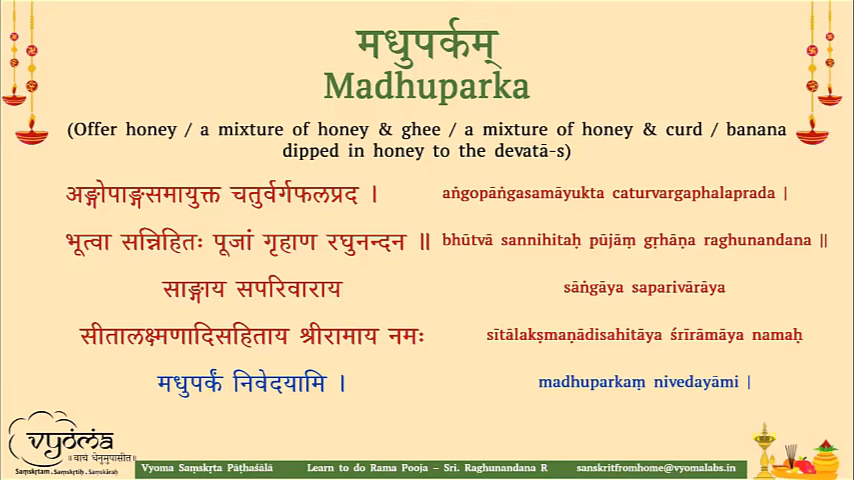 मधुपर्कम्
Madhuparka
(Offer honey / a mixture of honey & ghee / a mixture of honey & curd / banana
dipped in honey to the devatā-s)
अङ्गोपाङ्गसमायुक्त चतुर्वर्गफलप्रद । aṅgopāṅgasamāyukta caturvargaphalaprada |
भूत्वा सन्निहितः पूजां गृहाण रघुनन्दन ॥ bhūtvā sannihitaḥ pūjāṃ gṛhāṇa raghunandana ||
साङ्गाय सपरिवाराय sāṅgāya saparivārāya
सीतालक्ष्मणादिसहिताय श्रीरामाय नमः sītālakṣmaṇādisahitāya śrīrāmāya namaḥ
मधुपर्कं निवेदयामि । madhuparkaṃ nivedayāmi |
vyoma
॥वाचं धेनुमुपासीत॥
Saṃskṛtam . Saṃskṛtiḥ . Saṃskāraḥ
Vyoma Saṃskṛta Pāṭhaśālā Learn to do Rama Pooja – Sri. Raghunandana R sanskritfromhome@vyomalabs.in